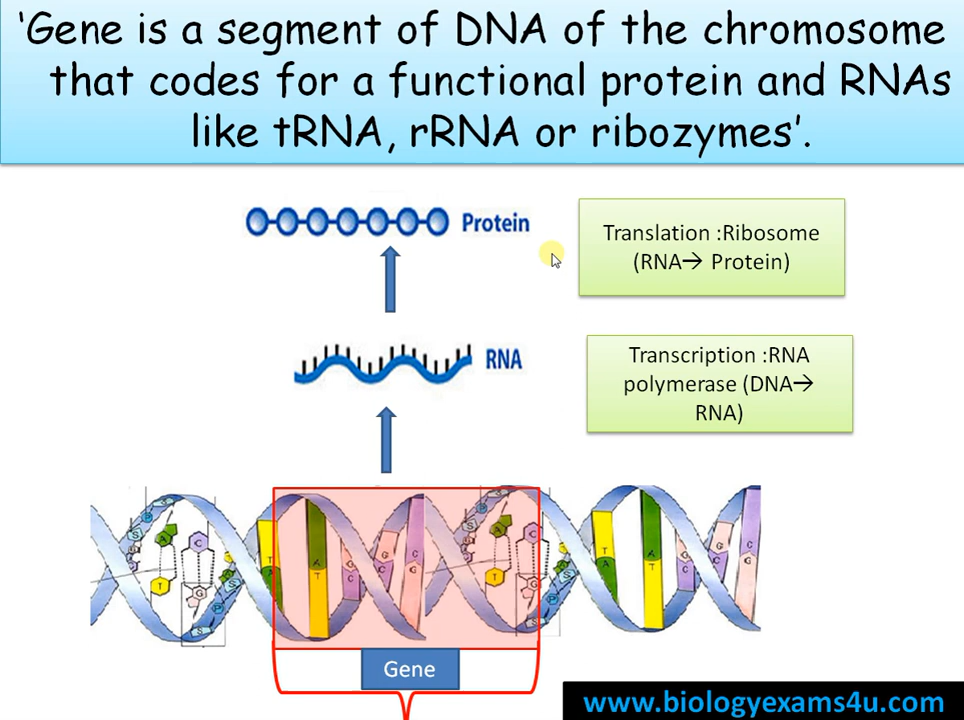 ‘Gene is a segment of DNA of the chromosome
that codes for a functional protein and RNAs
like tRNA, rRNA or ribozymes’.
Protein
Translation :Ribosome
(RNA→ Protein)
RNA
Transcription :RNA
polymerase (DNA→
RNA)
Gene
www.biologyexams4u.com